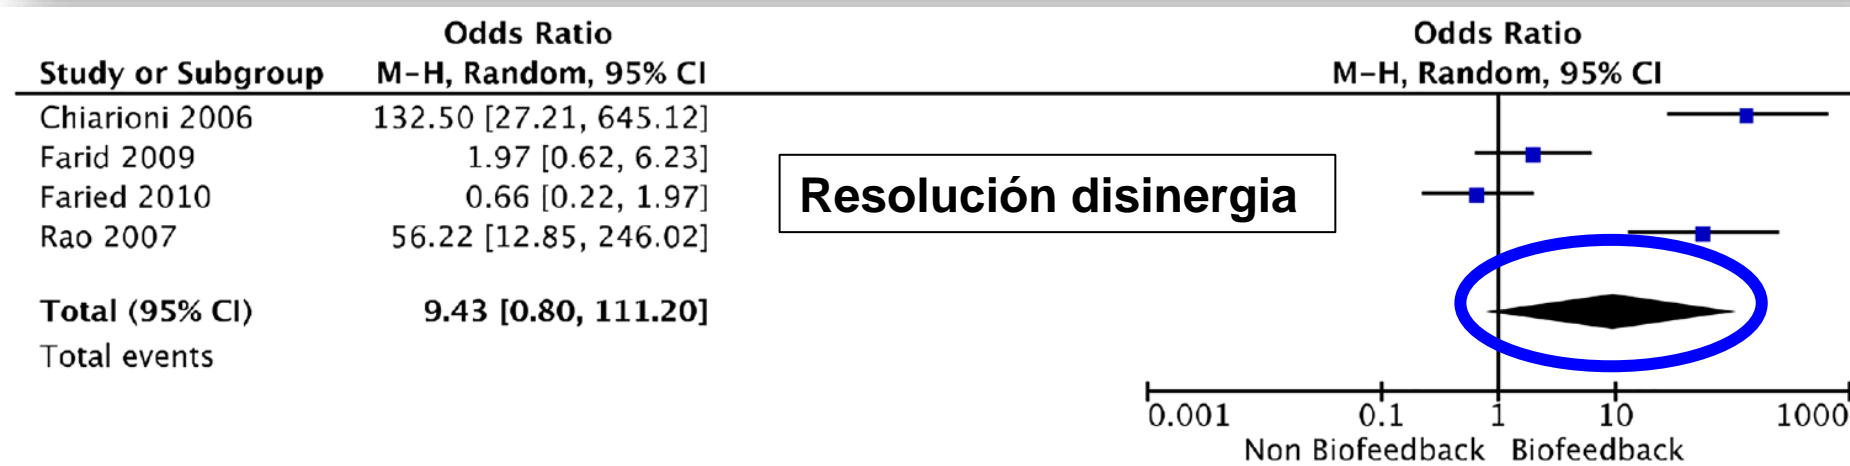 Odds Ratio Odds Ratio
Study or Subgroup M-H, Random, 95% CI M-H, Random, 95% CI
Chiarioni 2006 132.50 [27.21, 645.12]
Farid 2009 1.97 [0.62, 6.23]
Faried 2010 0.66 [0.22, 1.97]
Resolución disinergia
Rao 2007 56.22 [12.85, 246.02]
Total (95% CI) 9.43 [0.80, 111.20]
Total events
0.001 0.1 1 10 1000
Non Biofeedback Biofeedback